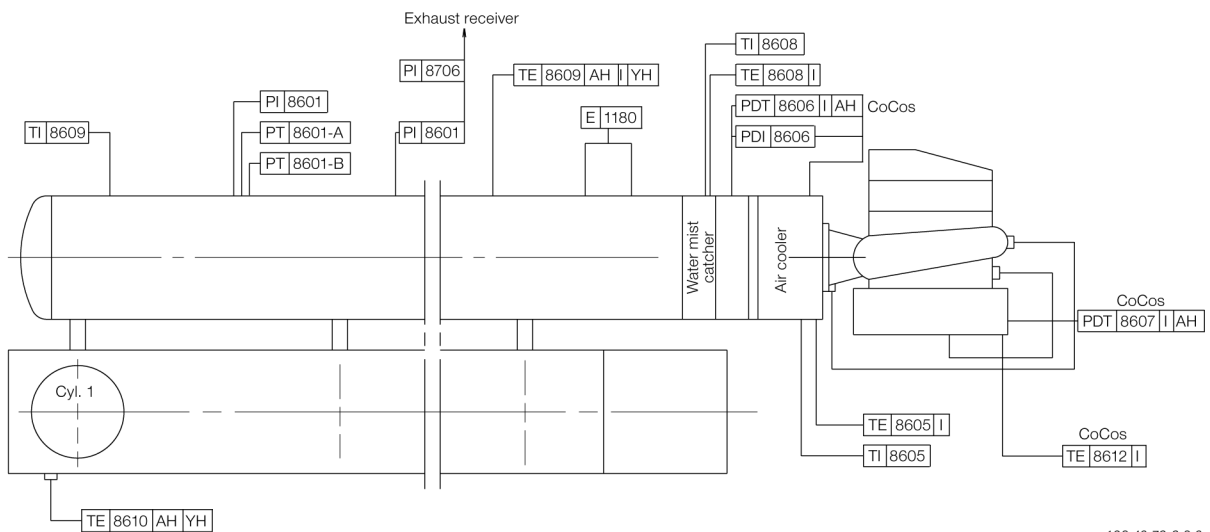 Exhaust receiver
TI 8608
PI 8706
TE 8609 AH I YH
TE 8608 I
PI 8601
PDT 8606 I AH CoCos
E 1180
TI 8609
PT 8601-A
PI 8601
PDI 8606
PT 8601-B
Water mist
catcher
Air cooler
CoCos
PDT 8607 I AH
Cyl. 1
TE 8605 I
CoCos
TI 8605
TE 8612 I
TE 8610 AH YH